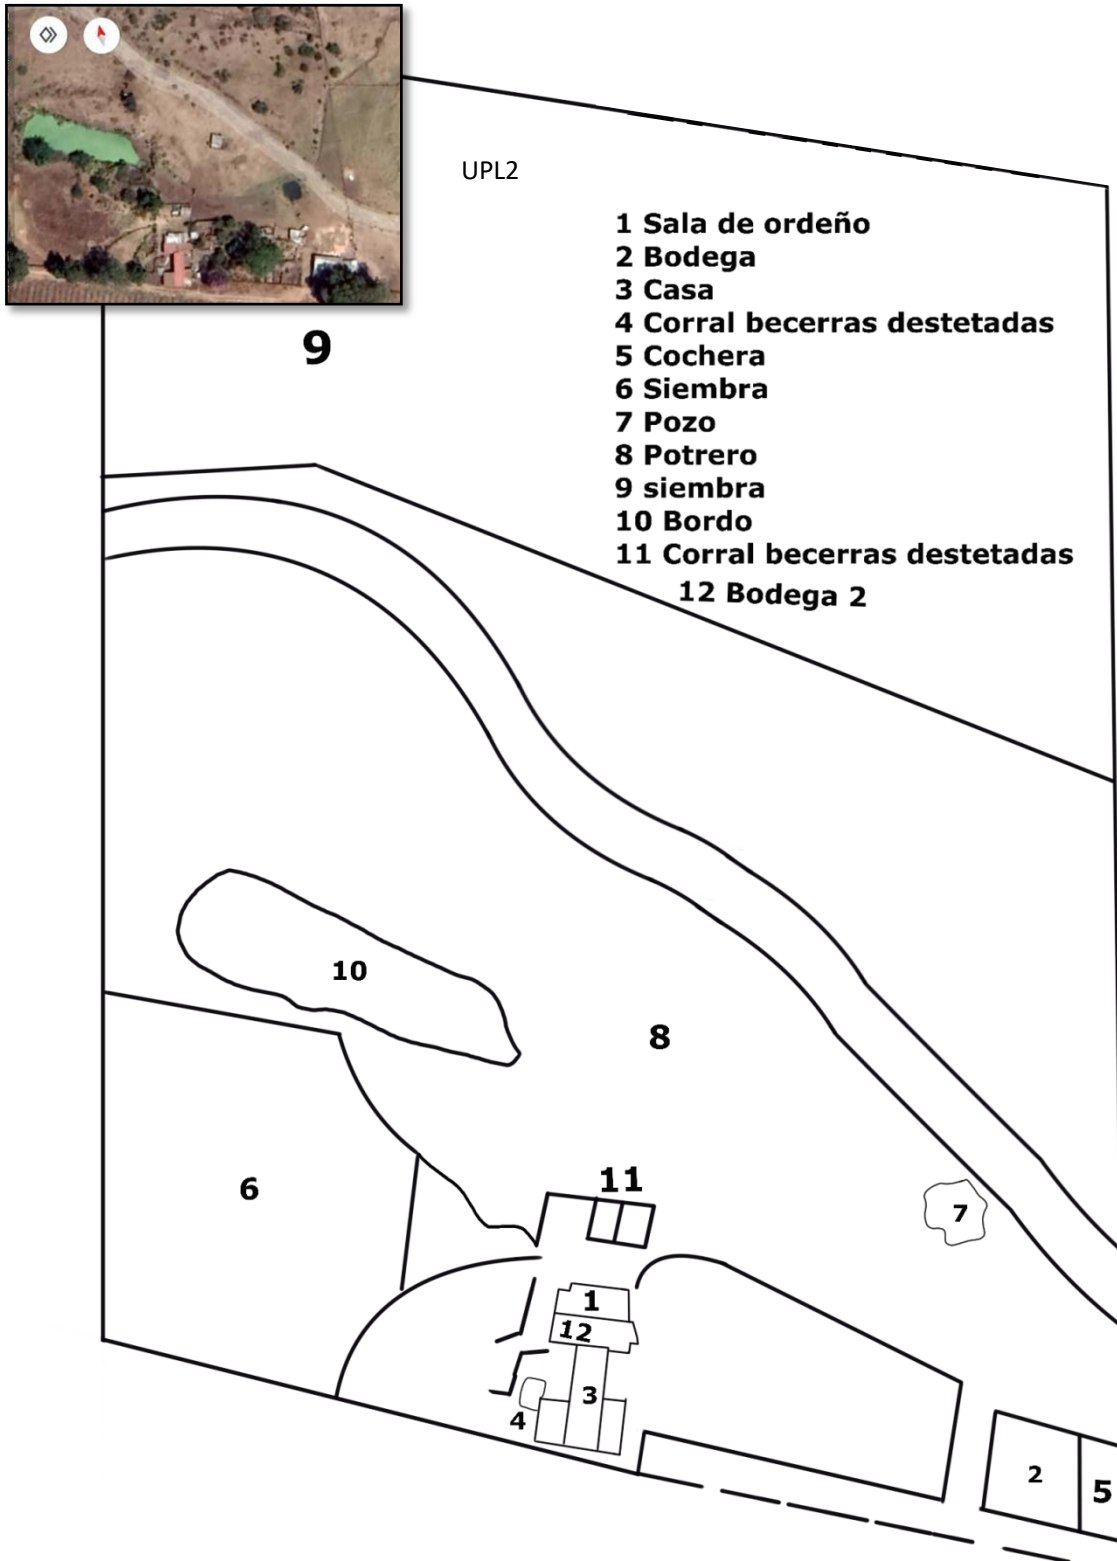 UPL2
1 Sala de ordeño
2 Bodega
3 Casa
4 Corral becerras destetadas
5 Cochera
6 Siembra
7 Pozo
8 Potrero
9 siembra
10 Bordo
11 Corral becerras destetadas
12 Bodega 2
9
10
8
6
11
7
1
12
3
4
2
5